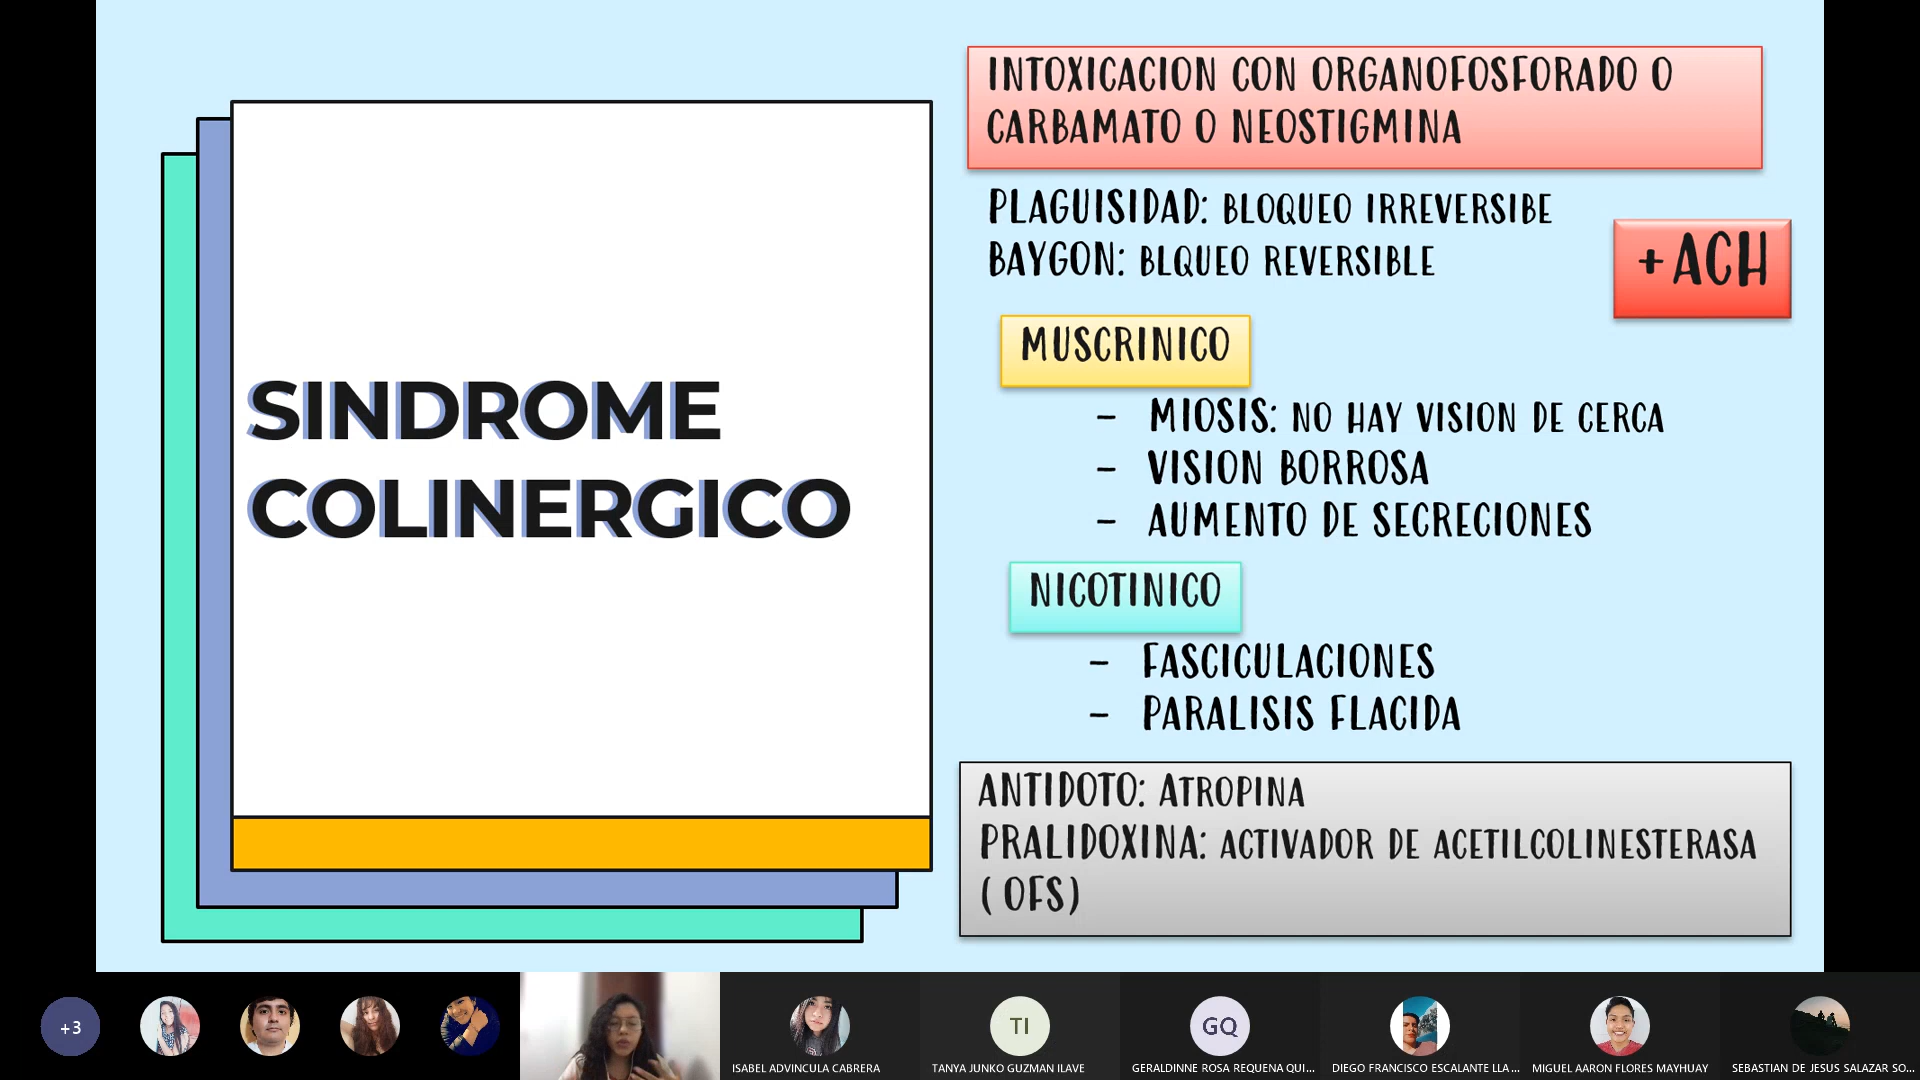 SINDROME
COLINERGICO
INTOXICACION CON ORGANOFOSFORADO O
CARBAMATO O NEOSTIGMINA
PLAGUISIDAD: BLOQUEO IRREVERSIBE
BAYGON: BLQUEO REVERSIBLE
+ACH
MUSCRINICO
- MIOSIS: NO HAY VISION DE CERCA
- VISION BORROSA
- AUMENTO DE SECRECIONES
NICOTINICO
- FASCICULACIONES
- PARALISIS FLACIDA
ANTIDOTO: ATROPINA
PRALIDOXINA: ACTIVADOR DE ACETILCOLINESTERASA
( OFS)
+3
TI
GQ
ISABEL ADVINCULA CABRERA
TANYA JUNKO GUZMAN ILAVE
GERALDINNE ROSA REQUENA QUI...
DIEGO FRANCISCO ESCALANTE LLA...
MIGUEL AARON FLORES MAYHUAY
SEBASTIAN DE JESUS SALAZAR SO...